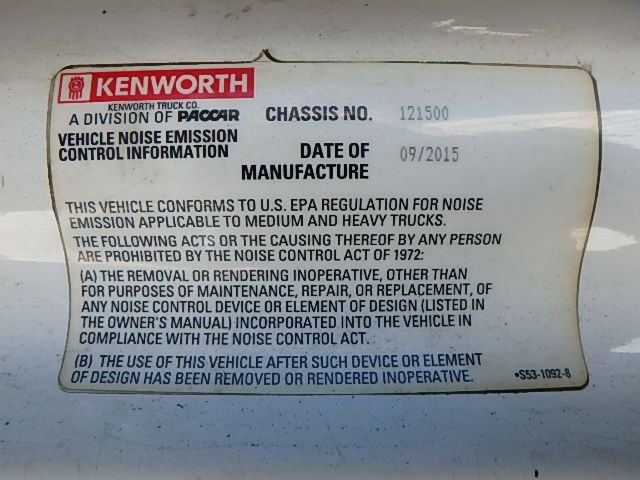 KENWORTH
KENWORTH TRUCK CO.
A DIVISION OF PACCAR
CHASSIS NO. 121500
VEHICLE NOISE EMISSION
CONTROL INFORMATION
DATE OF
MANUFACTURE 09/2015
THIS VEHICLE CONFORMS TO U.S. EPA REGULATION FOR NOISE
EMISSION APPLICABLE TO MEDIUM AND HEAVY TRUCKS.
THE FOLLOWING ACTS OR THE CAUSING THEREOF BY ANY PERSON
ARE PROHIBITED BY THE NOISE CONTROL ACT OF 1972:
(A) THE REMOVAL OR RENDERING INOPERATIVE, OTHER THAN
FOR PURPOSES OF MAINTENANCE, REPAIR, OR REPLACEMENT, OF
ANY NOISE CONTROL DEVICE OR ELEMENT OF DESIGN (LISTED IN
THE OWNER'S MANUAL) INCORPORATED INTO THE VEHICLE IN
COMPLIANCE WITH THE NOISE CONTROL ACT.
(B) THE USE OF THIS VEHICLE AFTER SUCH DEVICE OR ELEMENT
OF DESIGN HAS BEEN REMOVED OR RENDERED INOPERATIVE.
•S53-1092-8